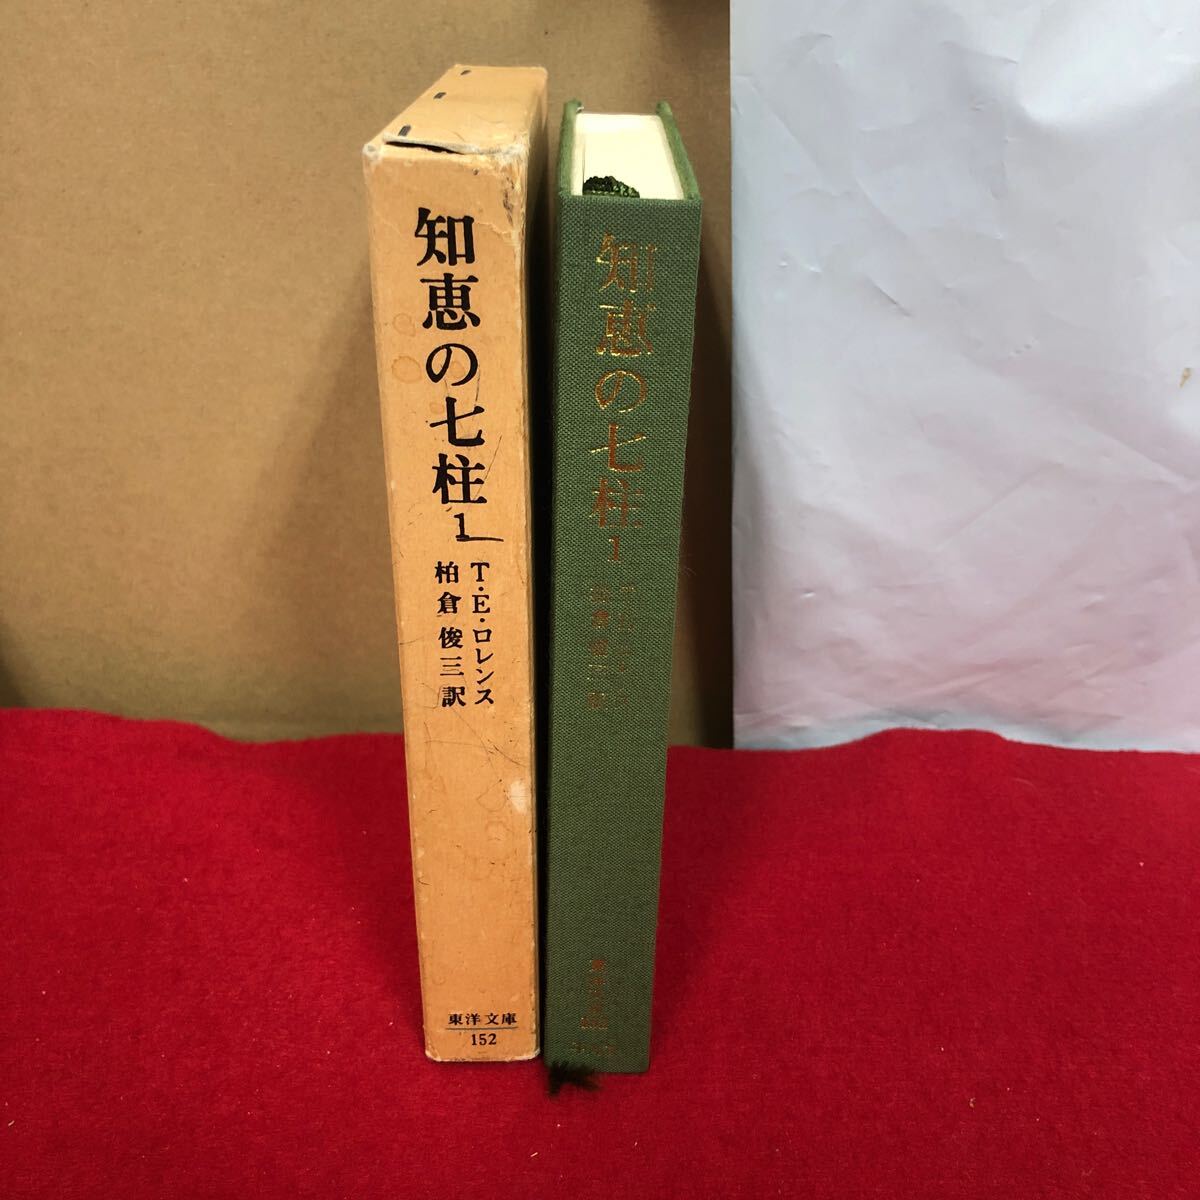 知恵の七柱
1
T・E・ロレンス
柏倉俊三訳
東洋文庫
152
知恵の七柱 1